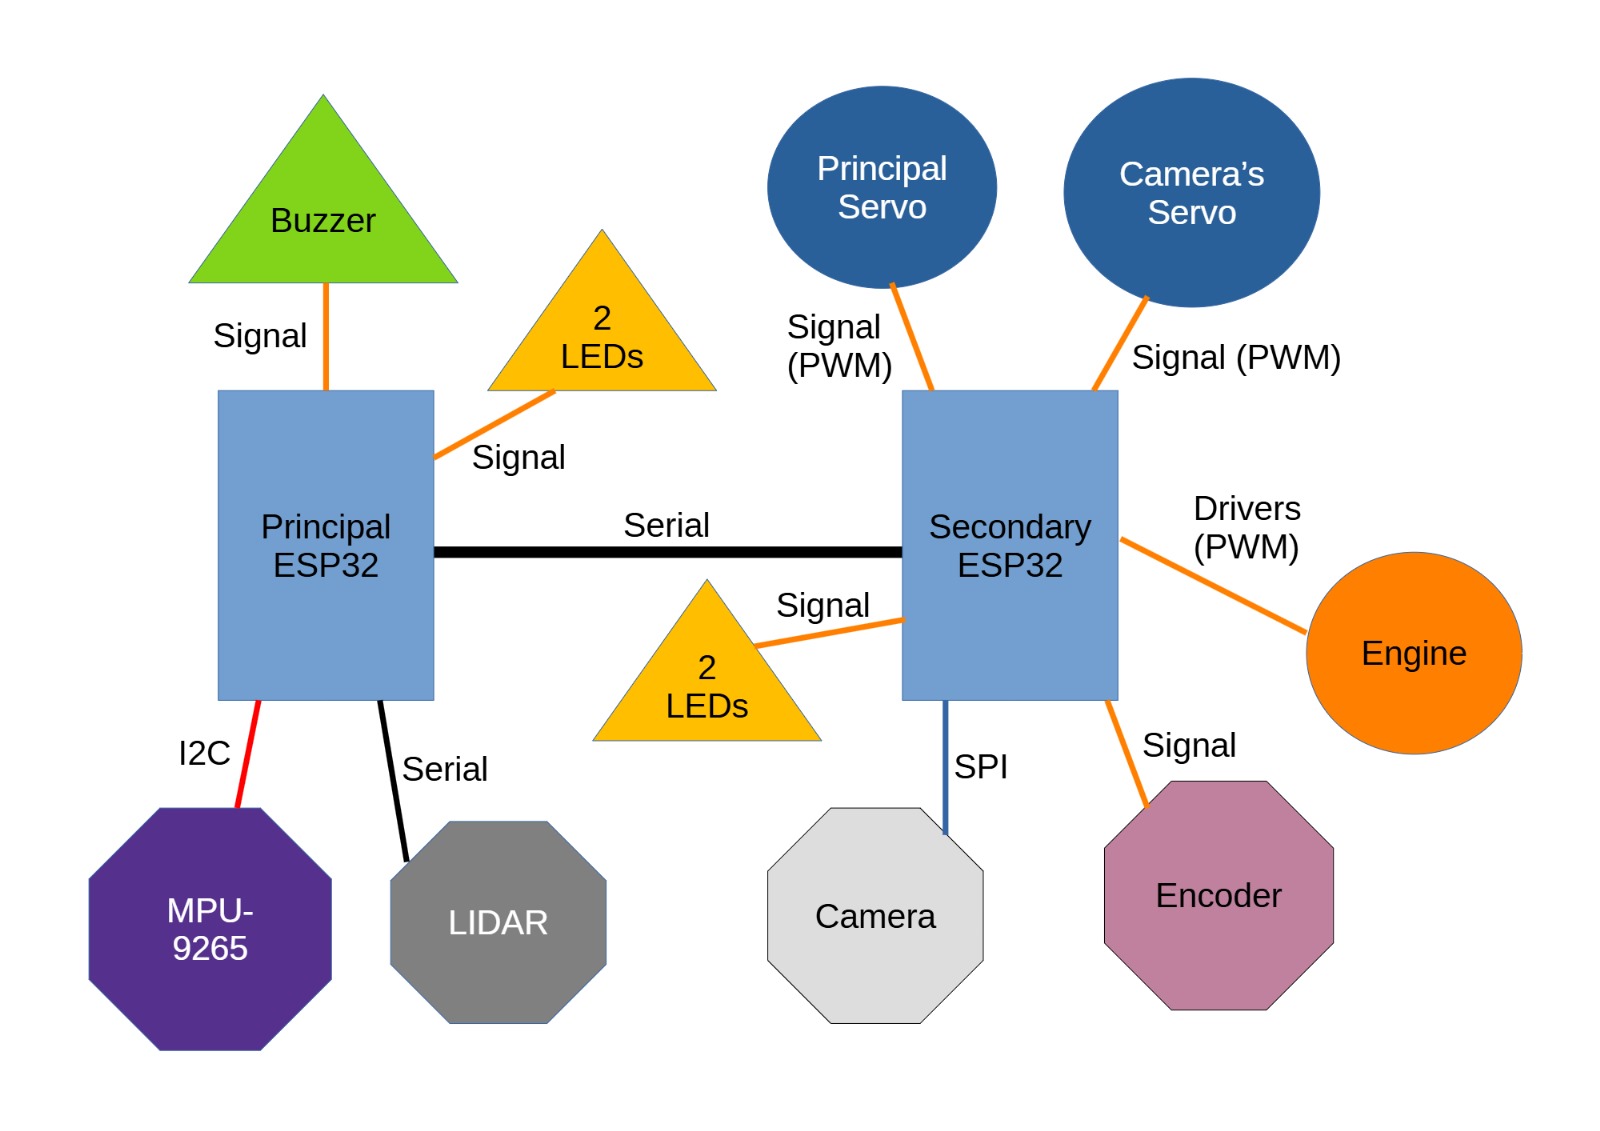 Buzzer
Signal
2
LEDs
Signal
Principal
Servo
Camera’s
Servo
Signal
(PWM)
Signal (PWM)
Principal
ESP32
Serial
Secondary
ESP32
Drivers
(PWM)
Engine
Signal
2
LEDs
I2C
Serial
SPI
Signal
MPU-
9265
LIDAR
Camera
Encoder